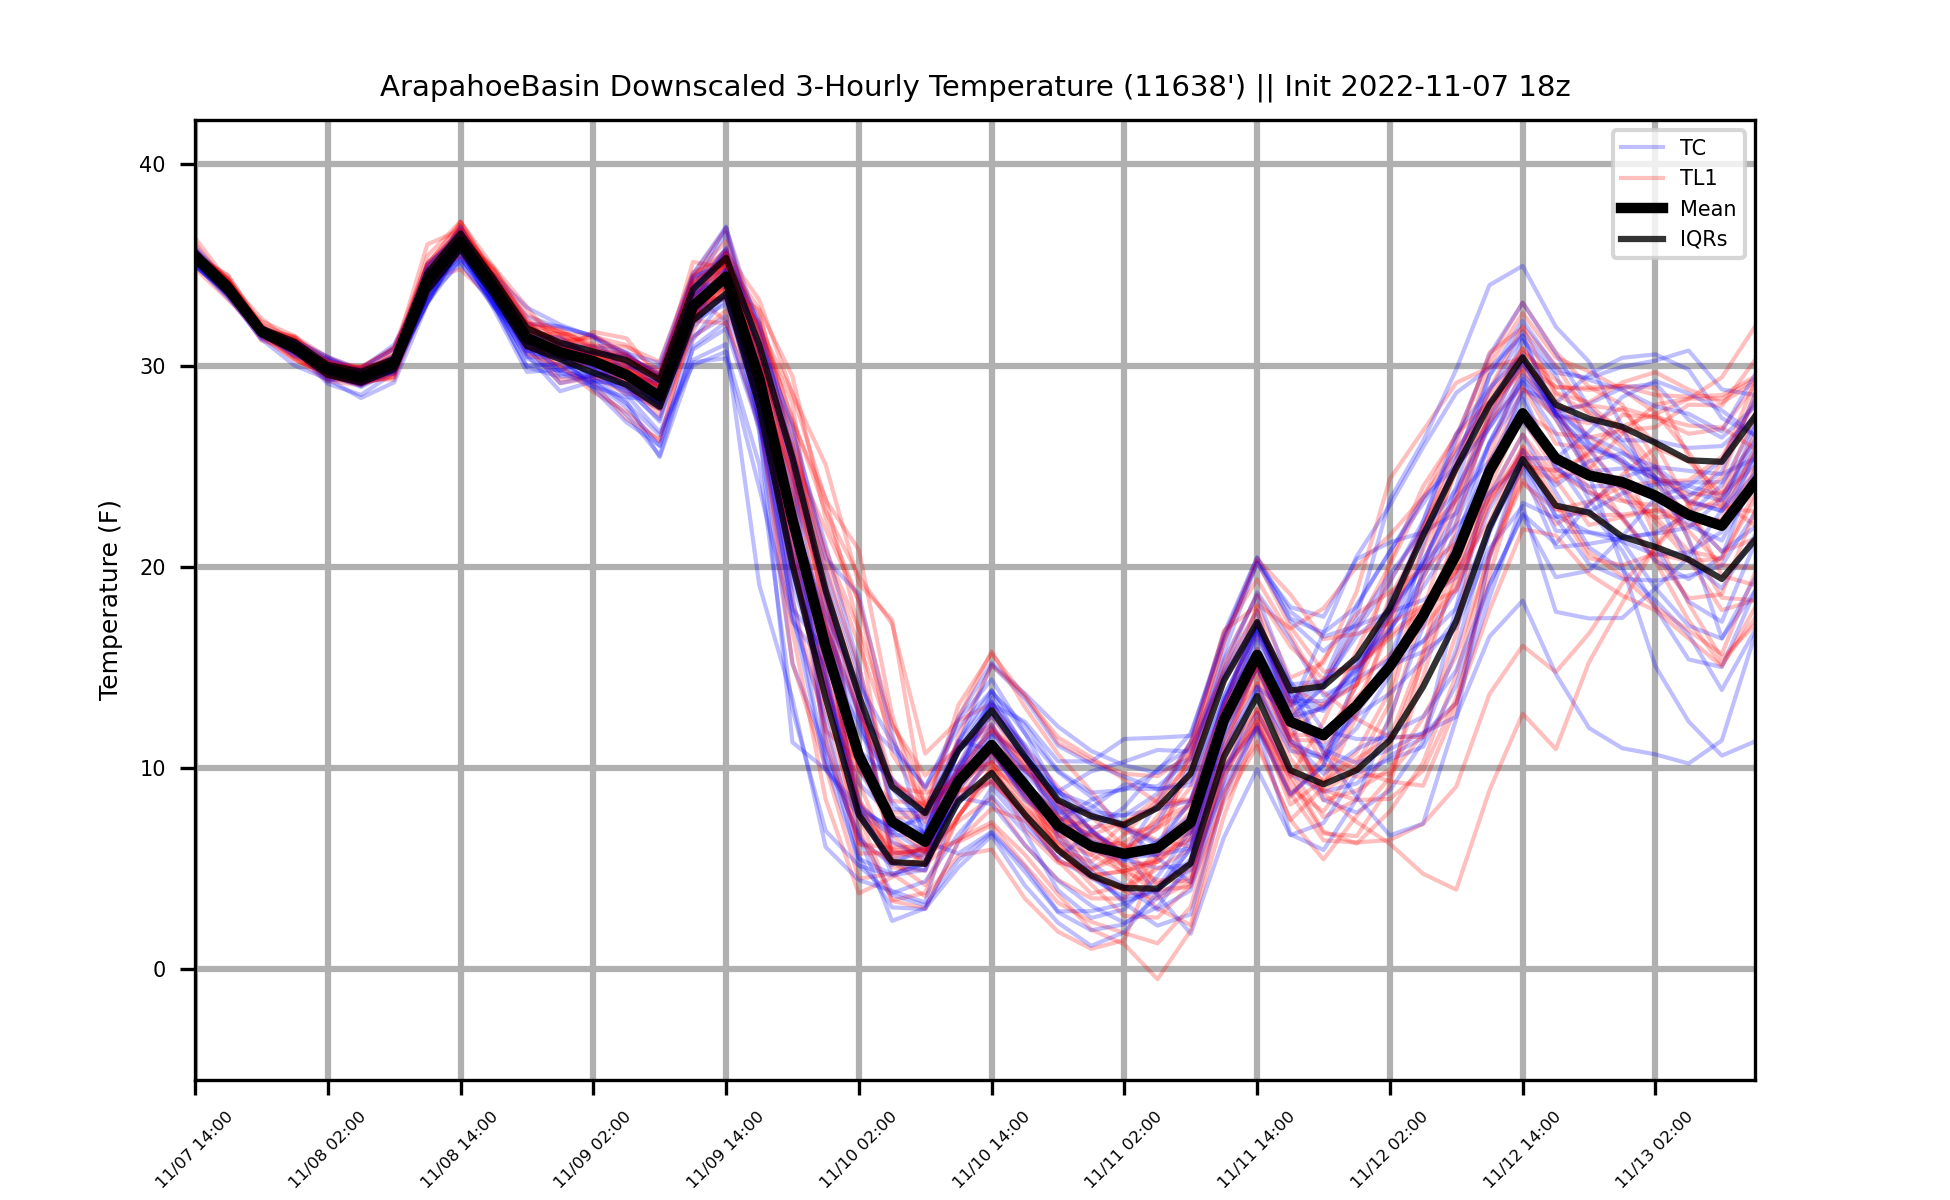 ArapahoeBasin Downscaled 3-Hourly Temperature (11638') || Init 2022-11-07 18z
TC
TL1
Mean
IQRs
Temperature (F)
40
30
20
10
0
11/07 14:00
11/08 02:00
11/08 14:00
11/09 02:00
11/09 14:00
11/10 02:00
11/10 14:00
11/11 02:00
11/11 14:00
11/12 02:00
11/12 14:00
11/13 02:00